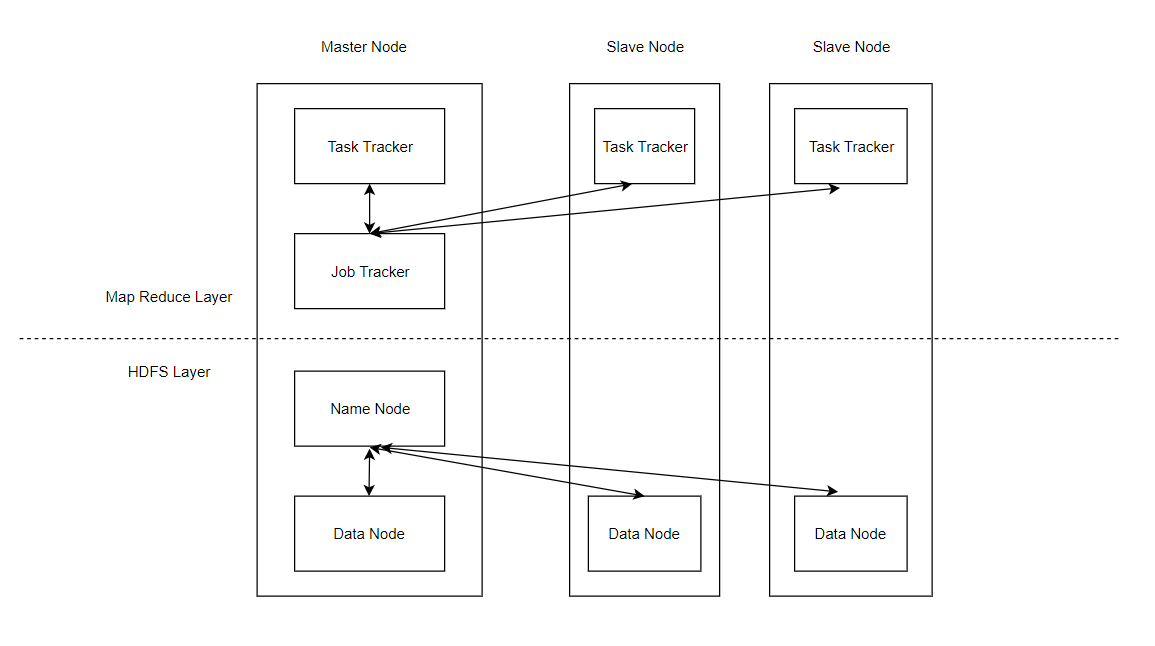 Master Node
Slave Node
Slave Node
Task Tracker
Task Tracker
Task Tracker
Job Tracker
Map Reduce Layer
HDFS Layer
Name Node
Data Node
Data Node
Data Node